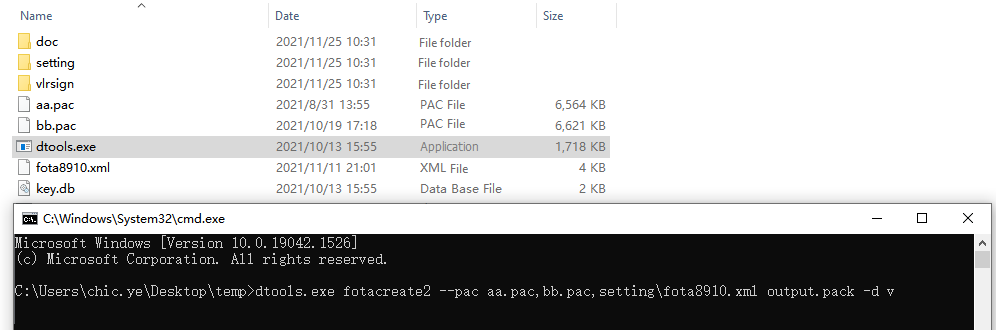 Name Date Type Size
doc 2021/11/25 10:31 File folder
setting 2021/11/25 10:31 File folder
vlrsign 2021/11/25 10:31 File folder
aa.pac 2021/8/31 13:55 PAC File 6,564 KB
bb.pac 2021/10/19 17:18 PAC File 6,621 KB
dtools.exe 2021/10/13 15:55 Application 1,718 KB
fota8910.xml 2021/11/11 21:01 XML File 4 KB
key.db 2021/10/13 15:55 Data Base File 2 KB
C:\Windows\System32\cmd.exe
Microsoft Windows [Version 10.0.19042.1526]
(c) Microsoft Corporation. All rights reserved.
C:\Users\chic.ye\Desktop\temp>dtools.exe fotacreate2 --pac aa.pac,bb.pac,setting\fota8910.xml output.pack -d v